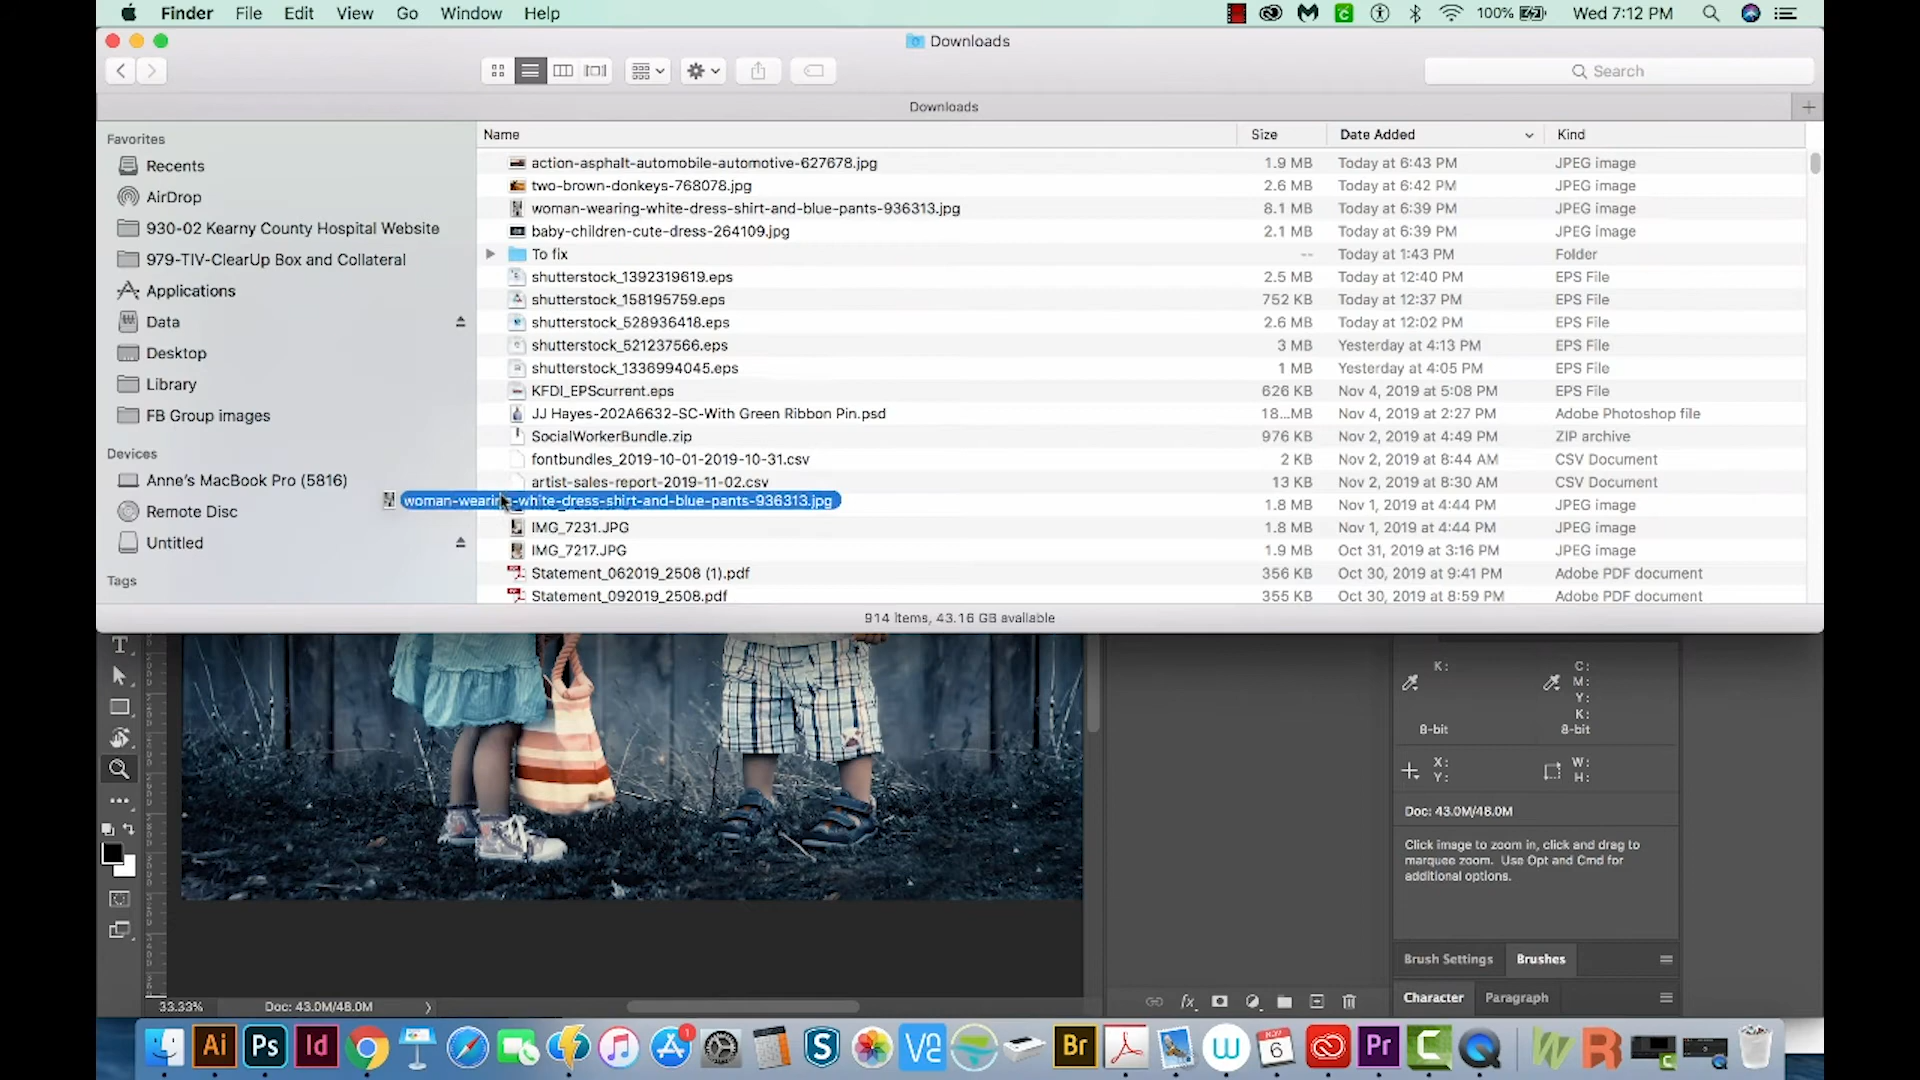 Finder File Edit View Go Window Help 100% Wed 7:12 PM
Downloads
Search
Downloads
Favorites
Recents
AirDrop
930-02 Kearny County Hospital Website
979-TIV-ClearUp Box and Collateral
Applications
Data
Desktop
Library
FB Group images
Devices
Anne's MacBook Pro (5816)
Remote Disc
Untitled
Tags
Name Size Date Added Kind
action-asphalt-automobile-automotive-627678.jpg 1.9 MB Today at 6:43 PM JPEG image
two-brown-donkeys-768078.jpg 2.6 MB Today at 6:42 PM JPEG image
woman-wearing-white-dress-shirt-and-blue-pants-936313.jpg 8.1 MB Today at 6:39 PM JPEG image
baby-children-cute-dress-264109.jpg 2.1 MB Today at 6:39 PM JPEG image
To fix -- Today at 1:43 PM Folder
shutterstock_1392319619.eps 2.5 MB Today at 12:40 PM EPS File
shutterstock_158195759.eps 752 KB Today at 12:37 PM EPS File
shutterstock_528936418.eps 2.6 MB Today at 12:02 PM EPS File
shutterstock_521237566.eps 3 MB Yesterday at 4:13 PM EPS File
shutterstock_1336994045.eps 1 MB Yesterday at 4:05 PM EPS File
KFDI_EPScurrent.eps 626 KB Nov 4, 2019 at 5:08 PM EPS File
JJ Hayes-202A6632-SC-With Green Ribbon Pin.psd 18...MB Nov 4, 2019 at 2:27 PM Adobe Photoshop file
SocialWorkerBundle.zip 976 KB Nov 2, 2019 at 4:49 PM ZIP archive
fontbundles_2019-10-01-2019-10-31.csv 2 KB Nov 2, 2019 at 8:44 AM CSV Document
artist-sales-report-2019-11-02.csv 13 KB Nov 2, 2019 at 8:30 AM CSV Document
woman-wearing-white-dress-shirt-and-blue-pants-936313.jpg
1.8 MB Nov 1, 2019 at 4:44 PM JPEG image
IMG_7231.JPG 1.8 MB Nov 1, 2019 at 4:44 PM JPEG image
IMG_7217.JPG 1.9 MB Oct 31, 2019 at 3:16 PM JPEG image
Statement_062019_2508 (1).pdf 356 KB Oct 30, 2019 at 9:41 PM Adobe PDF document
Statement_092019_2508.pdf 355 KB Oct 30, 2019 at 8:59 PM Adobe PDF document
914 items, 43.16 GB available
K: C:
M:
Y:
K:
8-bit 8-bit
X: W:
Y: H:
Doc: 43.0M/48.0M
Click image to zoom in, click and drag to
marquee zoom. Use Opt and Cmd for
additional options.
Brush Settings Brushes
Character Paragraph
33.33% Doc: 43.0M/48.0M
fx
Ai Ps Id 1 S V2 Br W NOV 6 Pr C W R